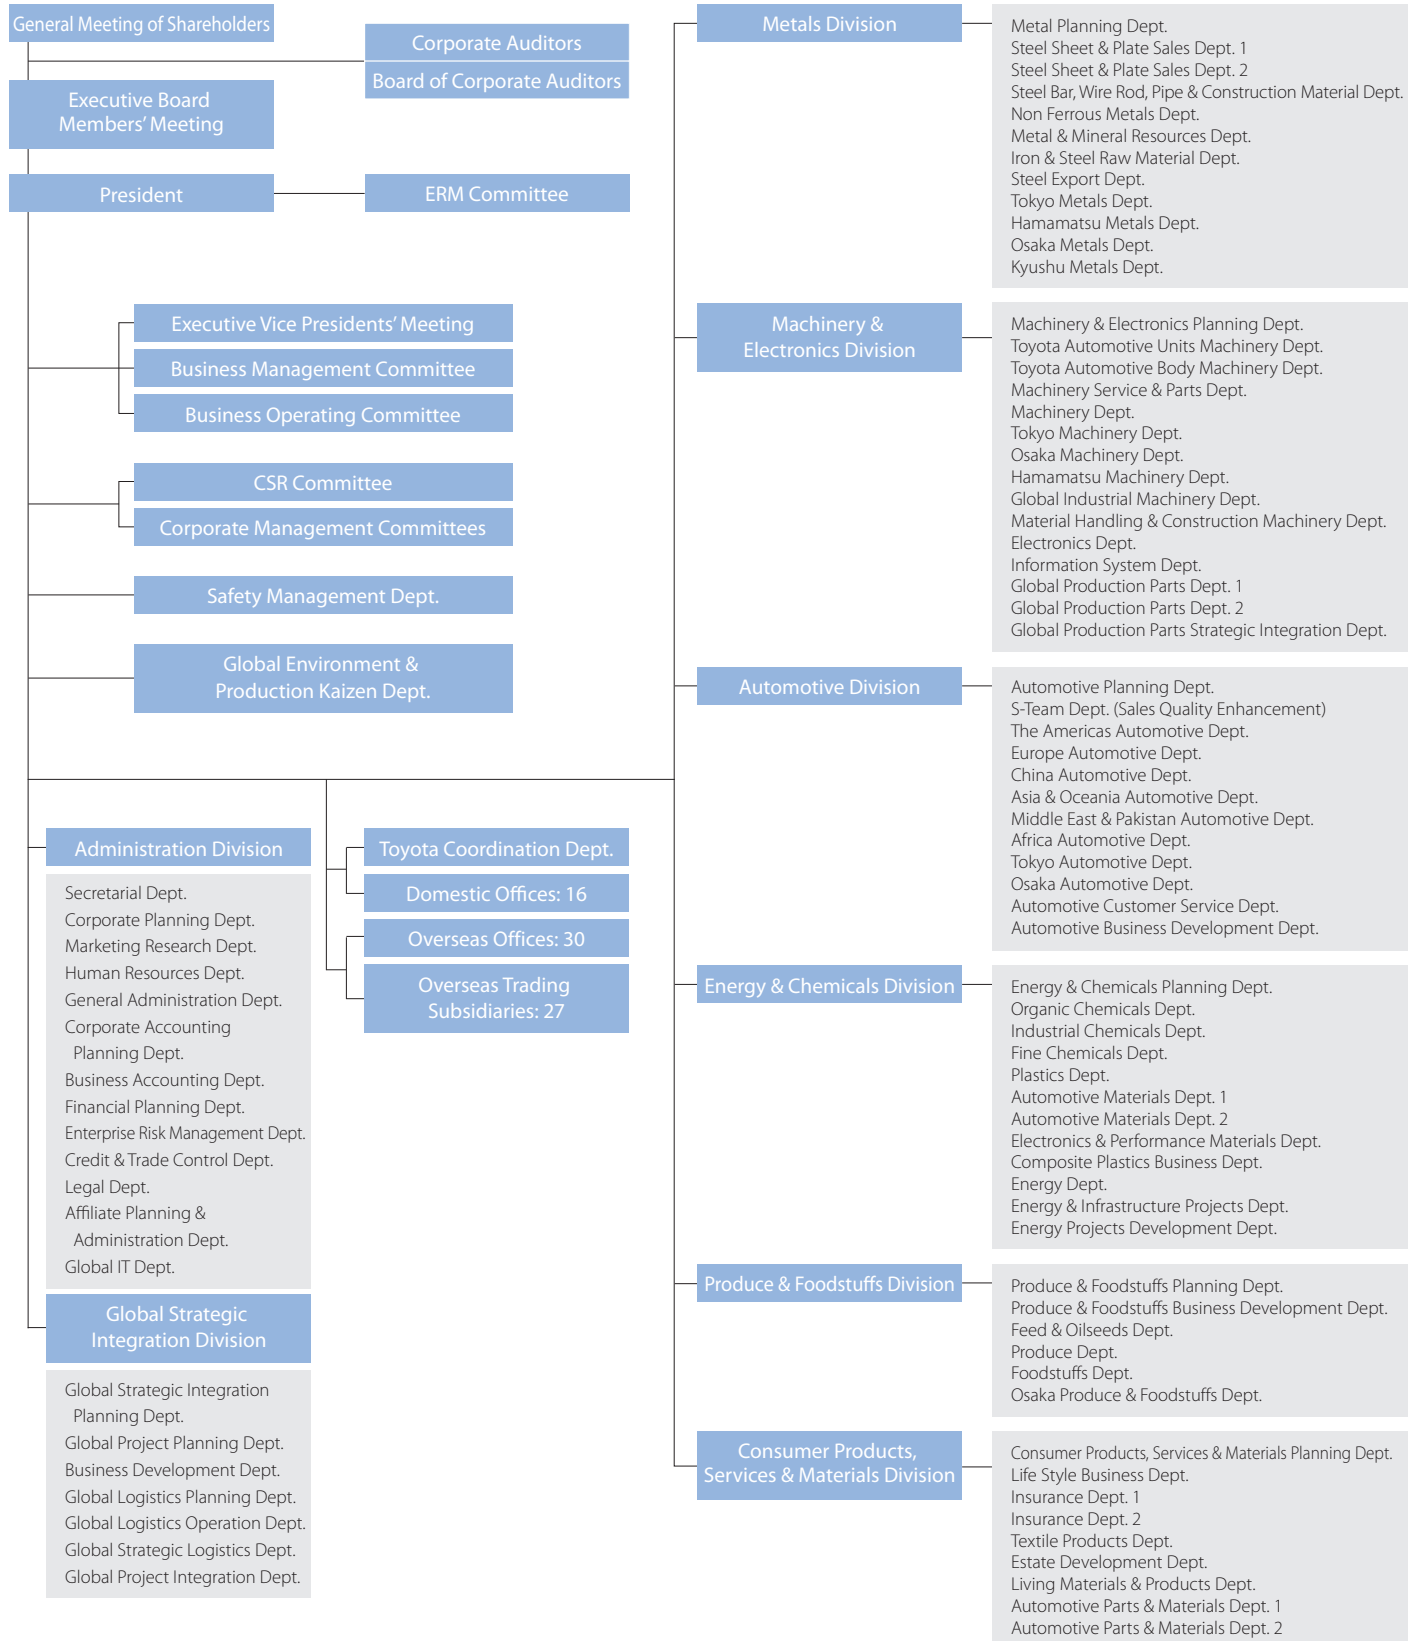 General Meeting of Shareholders
Corporate Auditors
Board of Corporate Auditors
Executive Board
Members' Meeting
President
ERM Committee
Executive Vice Presidents' Meeting
Business Management Committee
Business Operating Committee
CSR Committee
Corporate Management Committees
Safety Management Dept.
Global Environment &
Production Kaizen Dept.
Administration Division
Secretarial Dept.
Corporate Planning Dept.
Marketing Research Dept.
Human Resources Dept.
General Administration Dept.
Corporate Accounting
Planning Dept.
Business Accounting Dept.
Financial Planning Dept.
Enterprise Risk Management Dept.
Credit & Trade Control Dept.
Legal Dept.
Affiliate Planning &
Administration Dept.
Global IT Dept.
Global Strategic
Integration Division
Global Strategic Integration
Planning Dept.
Global Project Planning Dept.
Business Development Dept.
Global Logistics Planning Dept.
Global Logistics Operation Dept.
Global Strategic Logistics Dept.
Global Project Integration Dept.
Toyota Coordination Dept.
Domestic Offices: 16
Overseas Offices: 30
Overseas Trading
Subsidiaries: 27
Metals Division
Metal Planning Dept.
Steel Sheet & Plate Sales Dept. 1
Steel Sheet & Plate Sales Dept. 2
Steel Bar, Wire Rod, Pipe & Construction Material Dept.
Non Ferrous Metals Dept.
Metal & Mineral Resources Dept.
Iron & Steel Raw Material Dept.
Steel Export Dept.
Tokyo Metals Dept.
Hamamatsu Metals Dept.
Osaka Metals Dept.
Kyushu Metals Dept.
Machinery &
Electronics Division
Machinery & Electronics Planning Dept.
Toyota Automotive Units Machinery Dept.
Toyota Automotive Body Machinery Dept.
Machinery Service & Parts Dept.
Machinery Dept.
Tokyo Machinery Dept.
Osaka Machinery Dept.
Hamamatsu Machinery Dept.
Global Industrial Machinery Dept.
Material Handling & Construction Machinery Dept.
Electronics Dept.
Information System Dept.
Global Production Parts Dept. 1
Global Production Parts Dept. 2
Global Production Parts Strategic Integration Dept.
Automotive Division
Automotive Planning Dept.
S-Team Dept. (Sales Quality Enhancement)
The Americas Automotive Dept.
Europe Automotive Dept.
China Automotive Dept.
Asia & Oceania Automotive Dept.
Middle East & Pakistan Automotive Dept.
Africa Automotive Dept.
Tokyo Automotive Dept.
Osaka Automotive Dept.
Automotive Customer Service Dept.
Automotive Business Development Dept.
Energy & Chemicals Division
Energy & Chemicals Planning Dept.
Organic Chemicals Dept.
Industrial Chemicals Dept.
Fine Chemicals Dept.
Plastics Dept.
Automotive Materials Dept. 1
Automotive Materials Dept. 2
Electronics & Performance Materials Dept.
Composite Plastics Business Dept.
Energy Dept.
Energy & Infrastructure Projects Dept.
Energy Projects Development Dept.
Produce & Foodstuffs Division
Produce & Foodstuffs Planning Dept.
Produce & Foodstuffs Business Development Dept.
Feed & Oilseeds Dept.
Produce Dept.
Foodstuffs Dept.
Osaka Produce & Foodstuffs Dept.
Consumer Products,
Services & Materials Division
Consumer Products, Services & Materials Planning Dept.
Life Style Business Dept.
Insurance Dept. 1
Insurance Dept. 2
Textile Products Dept.
Estate Development Dept.
Living Materials & Products Dept.
Automotive Parts & Materials Dept. 1
Automotive Parts & Materials Dept. 2